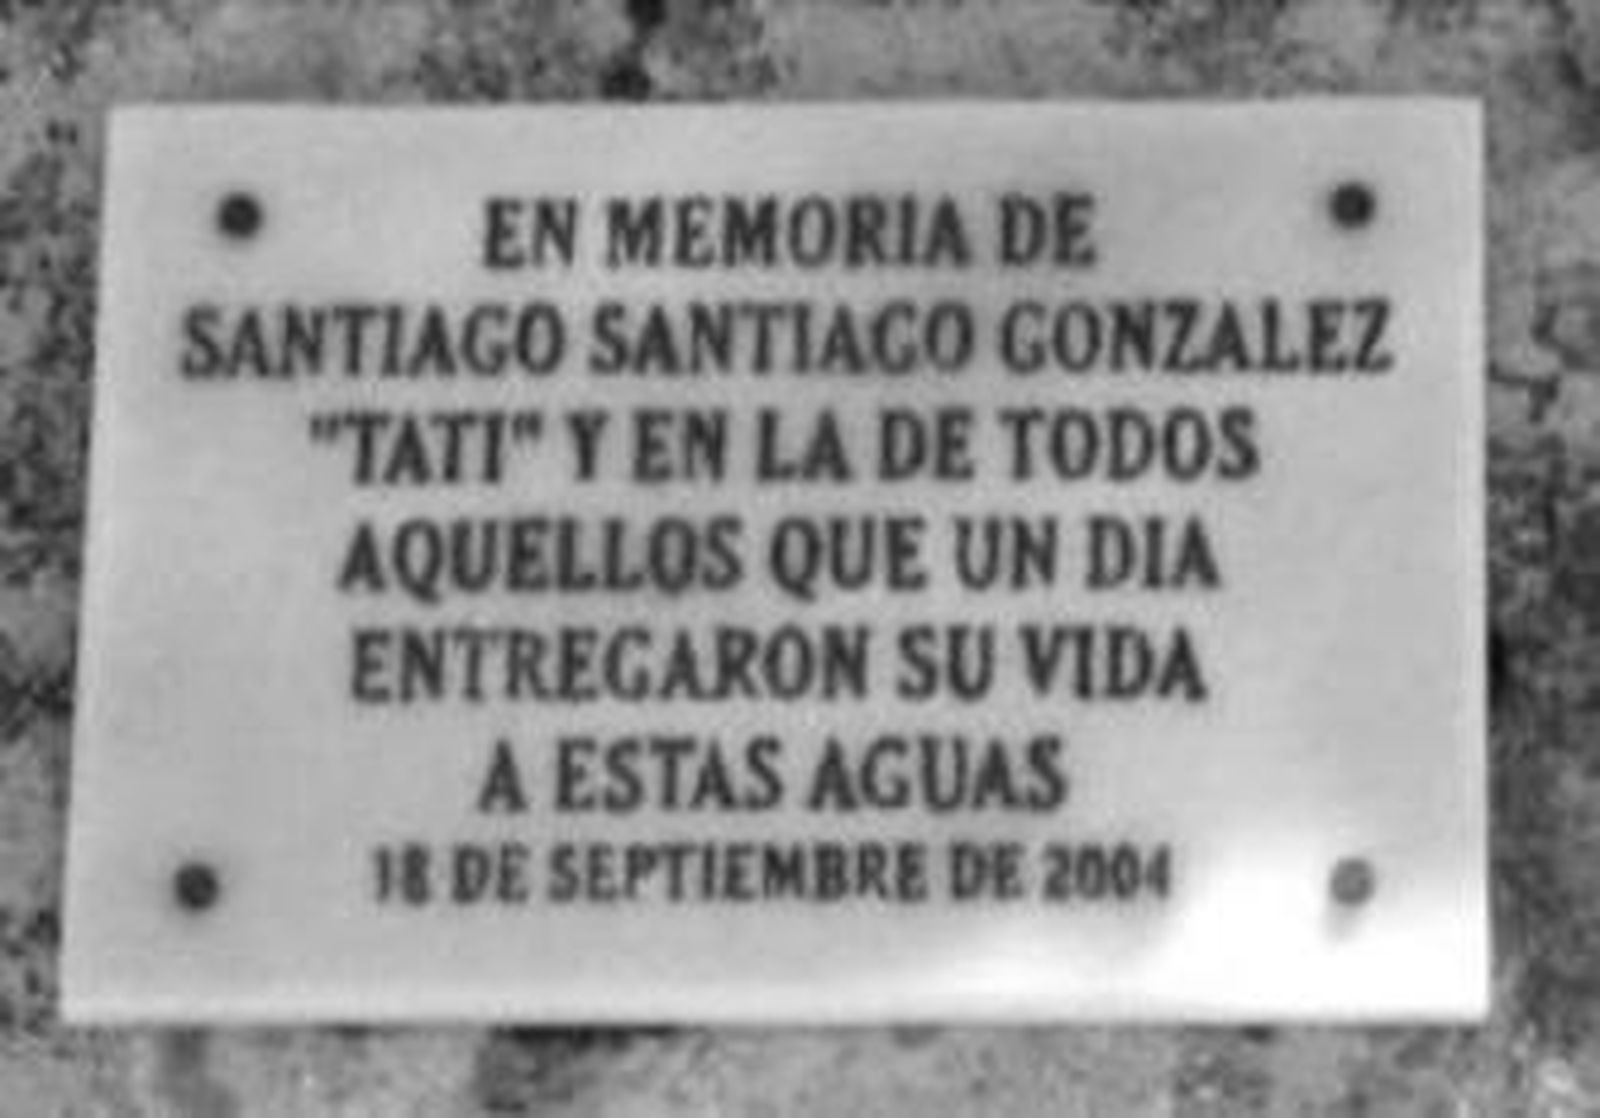 EN MEMORIA DE
SANTIAGO SANTIAGO GONZALEZ
"TATI" Y EN LA DE TODOS
AQUELLOS QUE UN DIA
ENTREGARON SU VIDA
A ESTAS AGUAS
18 DE SEPTIEMBRE DE 2004